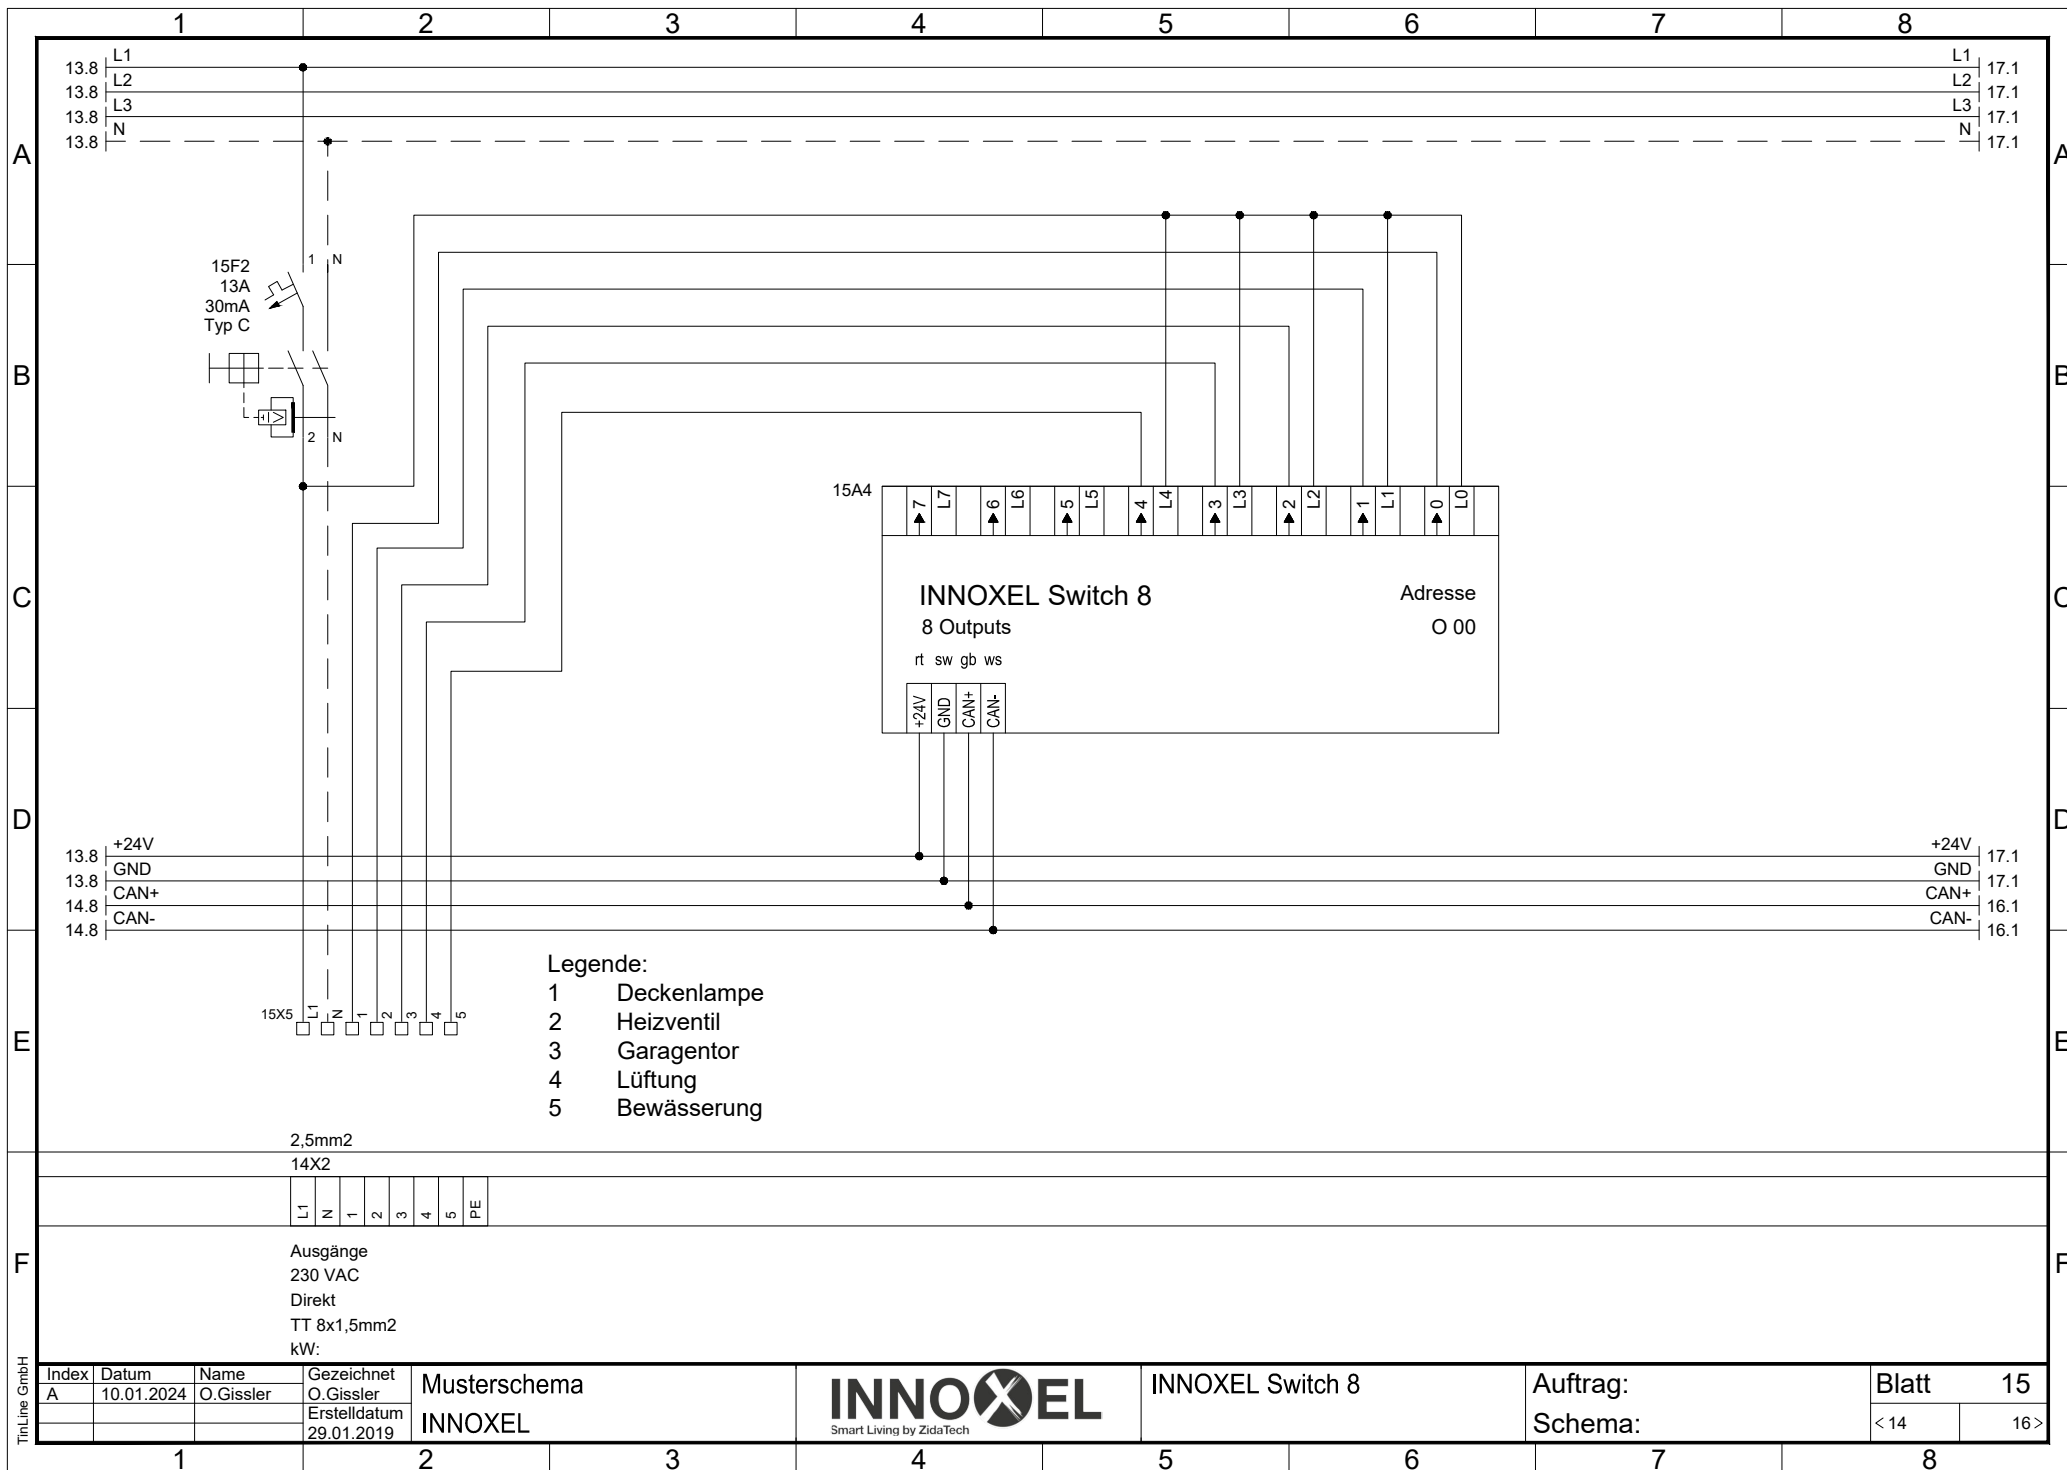 1 2 3 4 5 6 7 8
13.8 L1 L1 17.1
13.8 L2 L2 17.1
13.8 L3 L3 17.1
13.8 N N 17.1
A A
1 N
15F2
13A
30mA
Typ C
B B
2 N
15A4 7 L7 6 L6 5 L5 4 L4 3 L3 2 L2 1 L1 0 L0
INNOXEL Switch 8 Adresse
8 Outputs O 00
C C
rt sw gb ws
+24V GND CAN+ CAN-
D D
13.8 +24V +24V 17.1
13.8 GND GND 17.1
14.8 CAN+ CAN+ 16.1
14.8 CAN- CAN- 16.1
Legende:
1 Deckenlampe
2 Heizventil
3 Garagentor
4 Lüftung
5 Bewässerung
15X5 L1 N 1 2 3 4 5
E E
2,5mm2
14X2
L1 N 1 2 3 4 5 PE
F F
Ausgänge
230 VAC
Direkt
TT 8x1,5mm2
kW:
TinLine GmbH
Index Datum Name Gezeichnet
A 10.01.2024 O.Gissler O.Gissler
Erstelldatum
29.01.2019
Musterschema
INNOXEL
INNOXEL
Smart Living by ZidaTech
INNOXEL Switch 8
Auftrag:
Schema:
Blatt 15
< 14 16 >
1 2 3 4 5 6 7 8